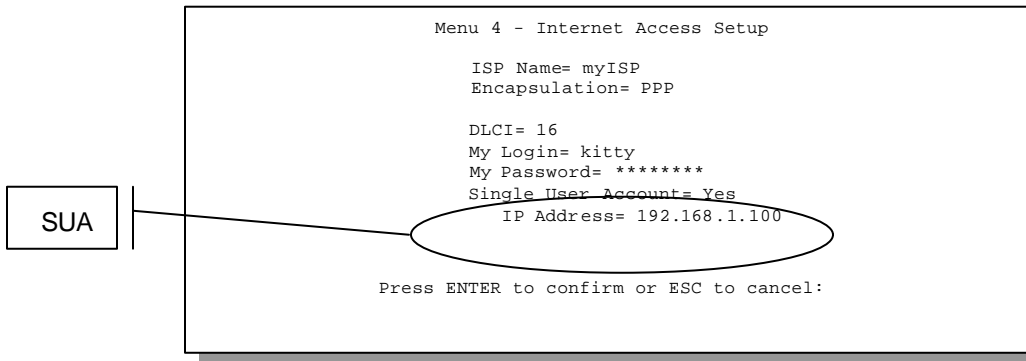 Menu 4 - Internet Access Setup
ISP Name= myISP
Encapsulation= PPP
DLCI= 16
My Login= kitty
My Password= ********
Single User Account= Yes
IP Address= 192.168.1.100
SUA
Press ENTER to confirm or ESC to cancel: